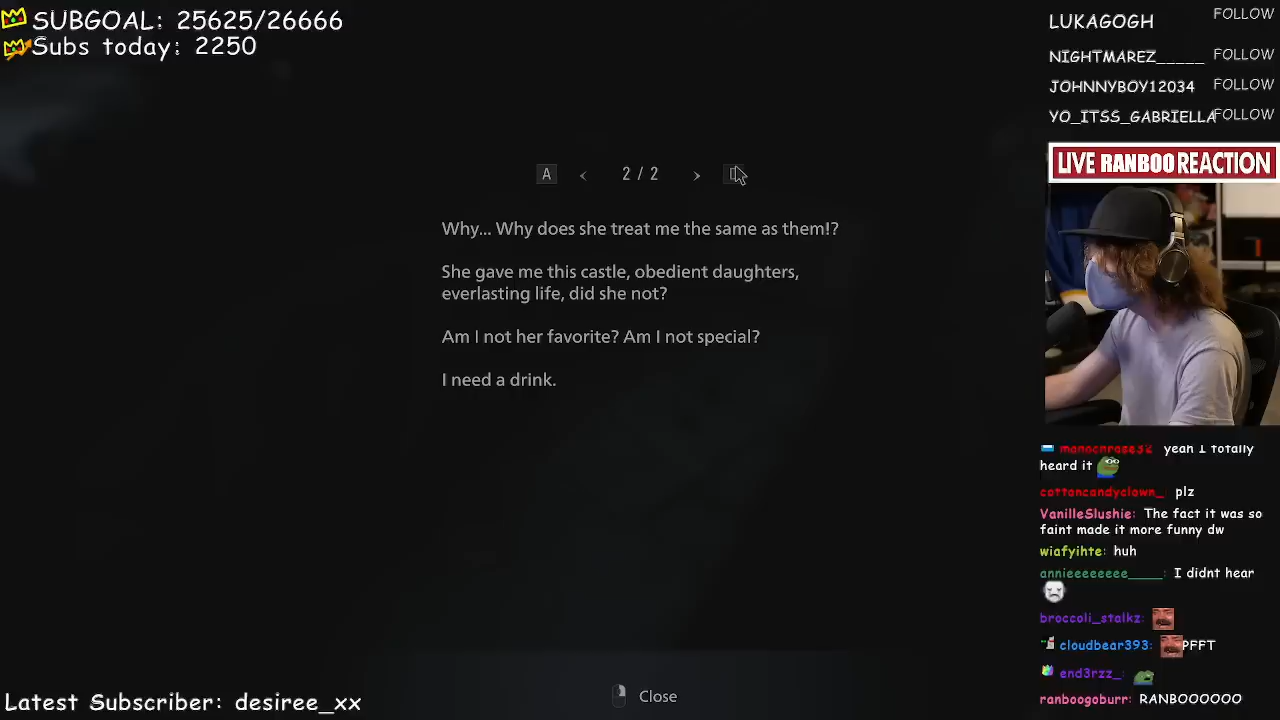 SUBGOAL: 25625/26666
Subs today: 2250
LUKAGOGH FOLLOW
NIGHTMAREZ_____ FOLLOW
JOHNNYBOY12034 FOLLOW
YO_ITSS_GABRIELLA FOLLOW
LIVE RANBOO REACTION
A < 2 / 2 >
Why... Why does she treat me the same as them!?
She gave me this castle, obedient daughters,
everlasting life, did she not?
Am I not her favorite? Am I not special?
I need a drink.
yeah I totally
heard it
cottoncandyclown_: plz
VanilleSlushie: The fact it was so
faint made it more funny dw
wiafyihte: huh
annieeeeeeee____: I didnt hear
broccoli_stalkz:
cloudbear393: PFFT
end3rzz_:
ranboogoburr: RANBOOOOOO
Close
Latest Subscriber: desiree_xx